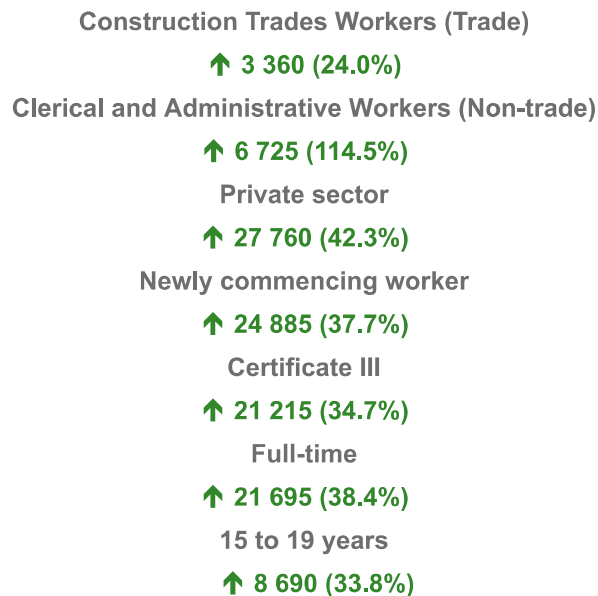 Construction Trades Workers (Trade)
↑ 3 360 (24.0%)
Clerical and Administrative Workers (Non-trade)
↑ 6 725 (114.5%)
Private sector
↑ 27 760 (42.3%)
Newly commencing worker
↑ 24 885 (37.7%)
Certificate III
↑ 21 215 (34.7%)
Full-time
↑ 21 695 (38.4%)
15 to 19 years
↑ 8 690 (33.8%)